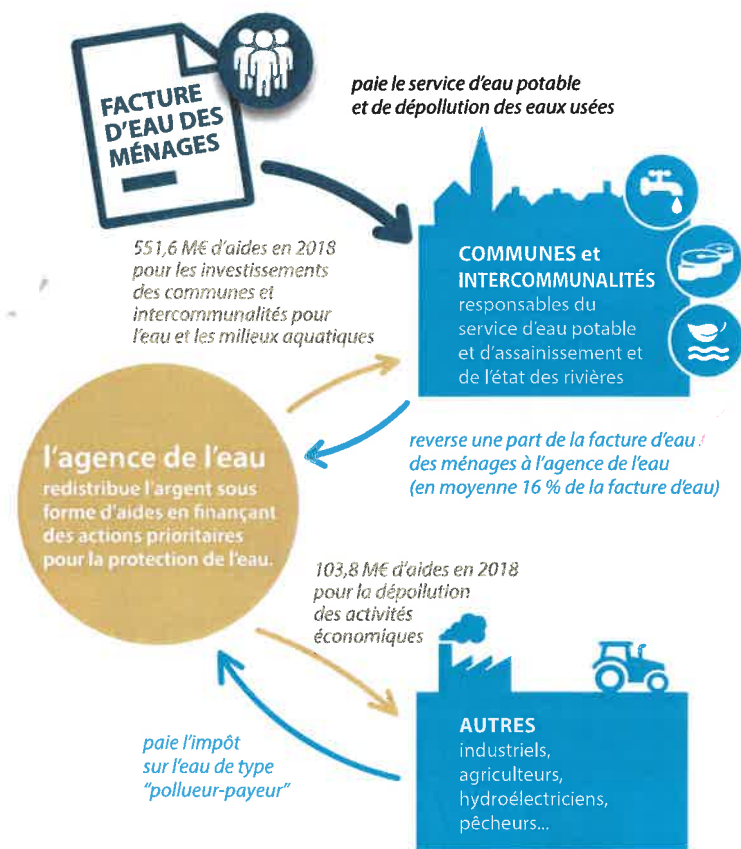 FACTURE
D'EAU DES
MÉNAGES
paie le service d'eau potable
et de dépollution des eaux usées
551,6 M€ d'aides en 2018
pour les investissements
des communes et
intercommunalités pour
l'eau et les milieux aquatiques
COMMUNES et
INTERCOMMUNALITÉS
responsables du
service d'eau potable
et d'assainissement et
de l'état des rivières
reverse une part de la facture d'eau
des ménages à l'agence de l'eau
(en moyenne 16 % de la facture d'eau)
l'agence de l'eau
redistribue l'argent sous
forme d'aides en finançant
des actions prioritaires
pour la protection de l'eau.
103,8 M€ d'aides en 2018
pour la dépollution
des activités
économiques
paie l'impôt
sur l'eau de type
"pollueur-payeur"
AUTRES
industriels,
agriculteurs,
hydroélectriciens,
pêcheurs...